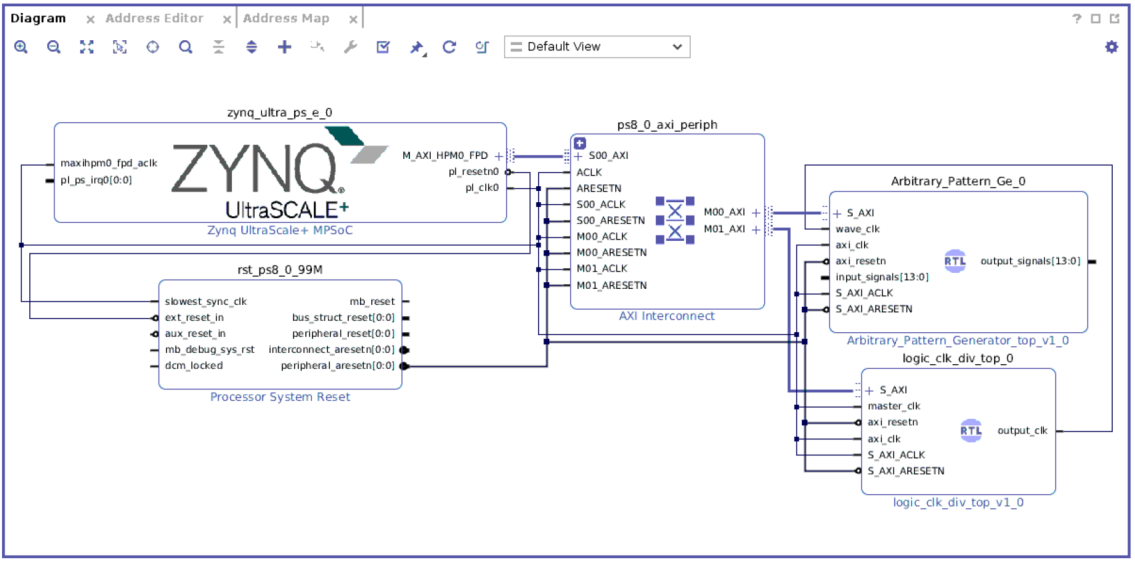 Diagram × Address Editor × Address Map ×
? 
Default View
zynq_ultra_ps_e_0
maxihpm0_fpd_aclk
pl_ps_irq0[0:0]
ZYNQ
UltraSCALE+
M_AXI_HPM0_FPD
pl_resetn0
pl_clk0
Zynq UltraScale+ MPSoC
rst_ps8_0_99M
slowest_sync_clk
ext_reset_in
aux_reset_in
mb_debug_sys_rst
dcm_locked
mb_reset
bus_struct_reset[0:0]
peripheral_reset[0:0]
interconnect_aresetn[0:0]
peripheral_aresetn[0:0]
Processor System Reset
ps8_0_axi_periph
S00_AXI
ACLK
ARESETN
S00_ACLK
S00_ARESETN
M00_ACLK
M00_ARESETN
M01_ACLK
M01_ARESETN
M00_AXI
M01_AXI
AXI Interconnect
Arbitrary_Pattern_Ge_0
S_AXI
wave_clk
axi_clk
axi_resetn
input_signals[13:0]
S_AXI_ACLK
S_AXI_ARESETN
RTL
output_signals[13:0]
Arbitrary_Pattern_Generator_top_v1_0
logic_clk_div_top_0
S_AXI
master_clk
axi_resetn
axi_clk
S_AXI_ACLK
S_AXI_ARESETN
RTL
output_clk
logic_clk_div_top_v1_0